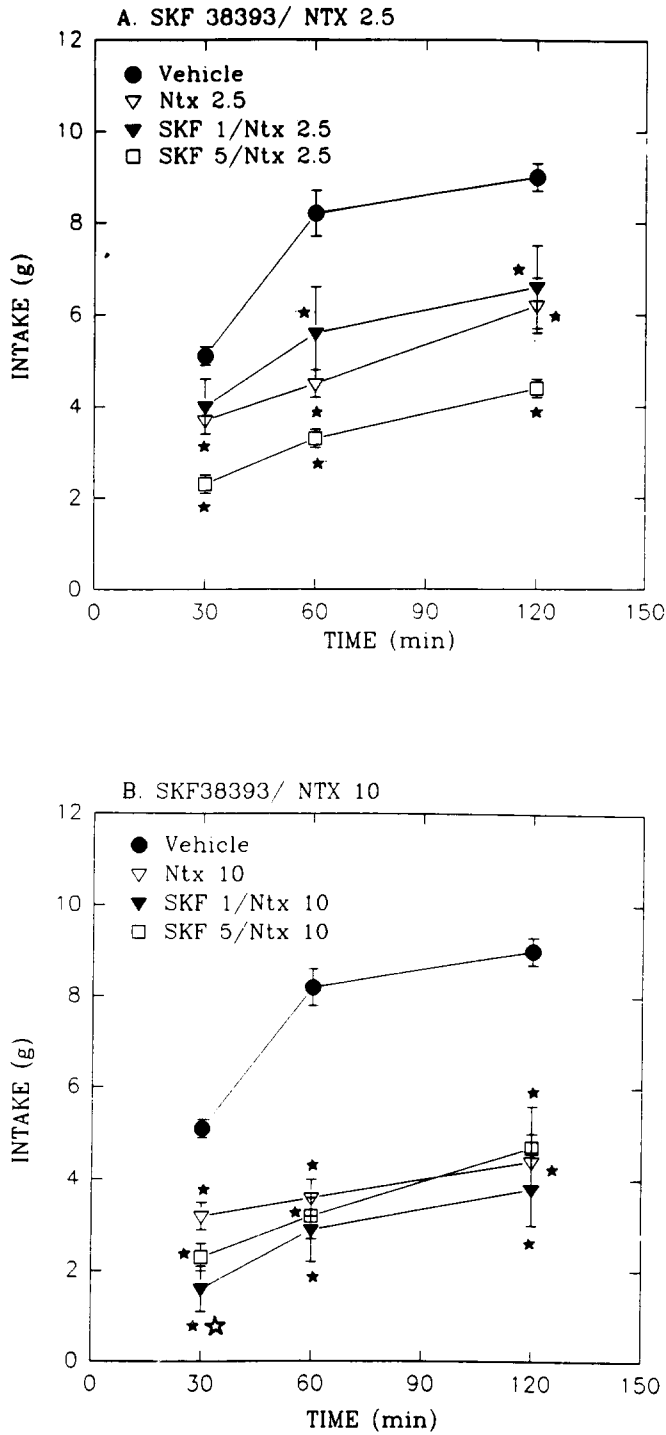 A. SKF 38393/ NTX 2.5
12
10
8
6
4
2
0
INTAKE (g)
Vehicle
Ntx 2.5
SKF 1/Ntx 2.5
SKF 5/Ntx 2.5
0 30 60 90 120 150
TIME (min)
B. SKF38393/ NTX 10
12
10
8
6
4
2
0
INTAKE (g)
Vehicle
Ntx 10
SKF 1/Ntx 10
SKF 5/Ntx 10
0 30 60 90 120 150
TIME (min)